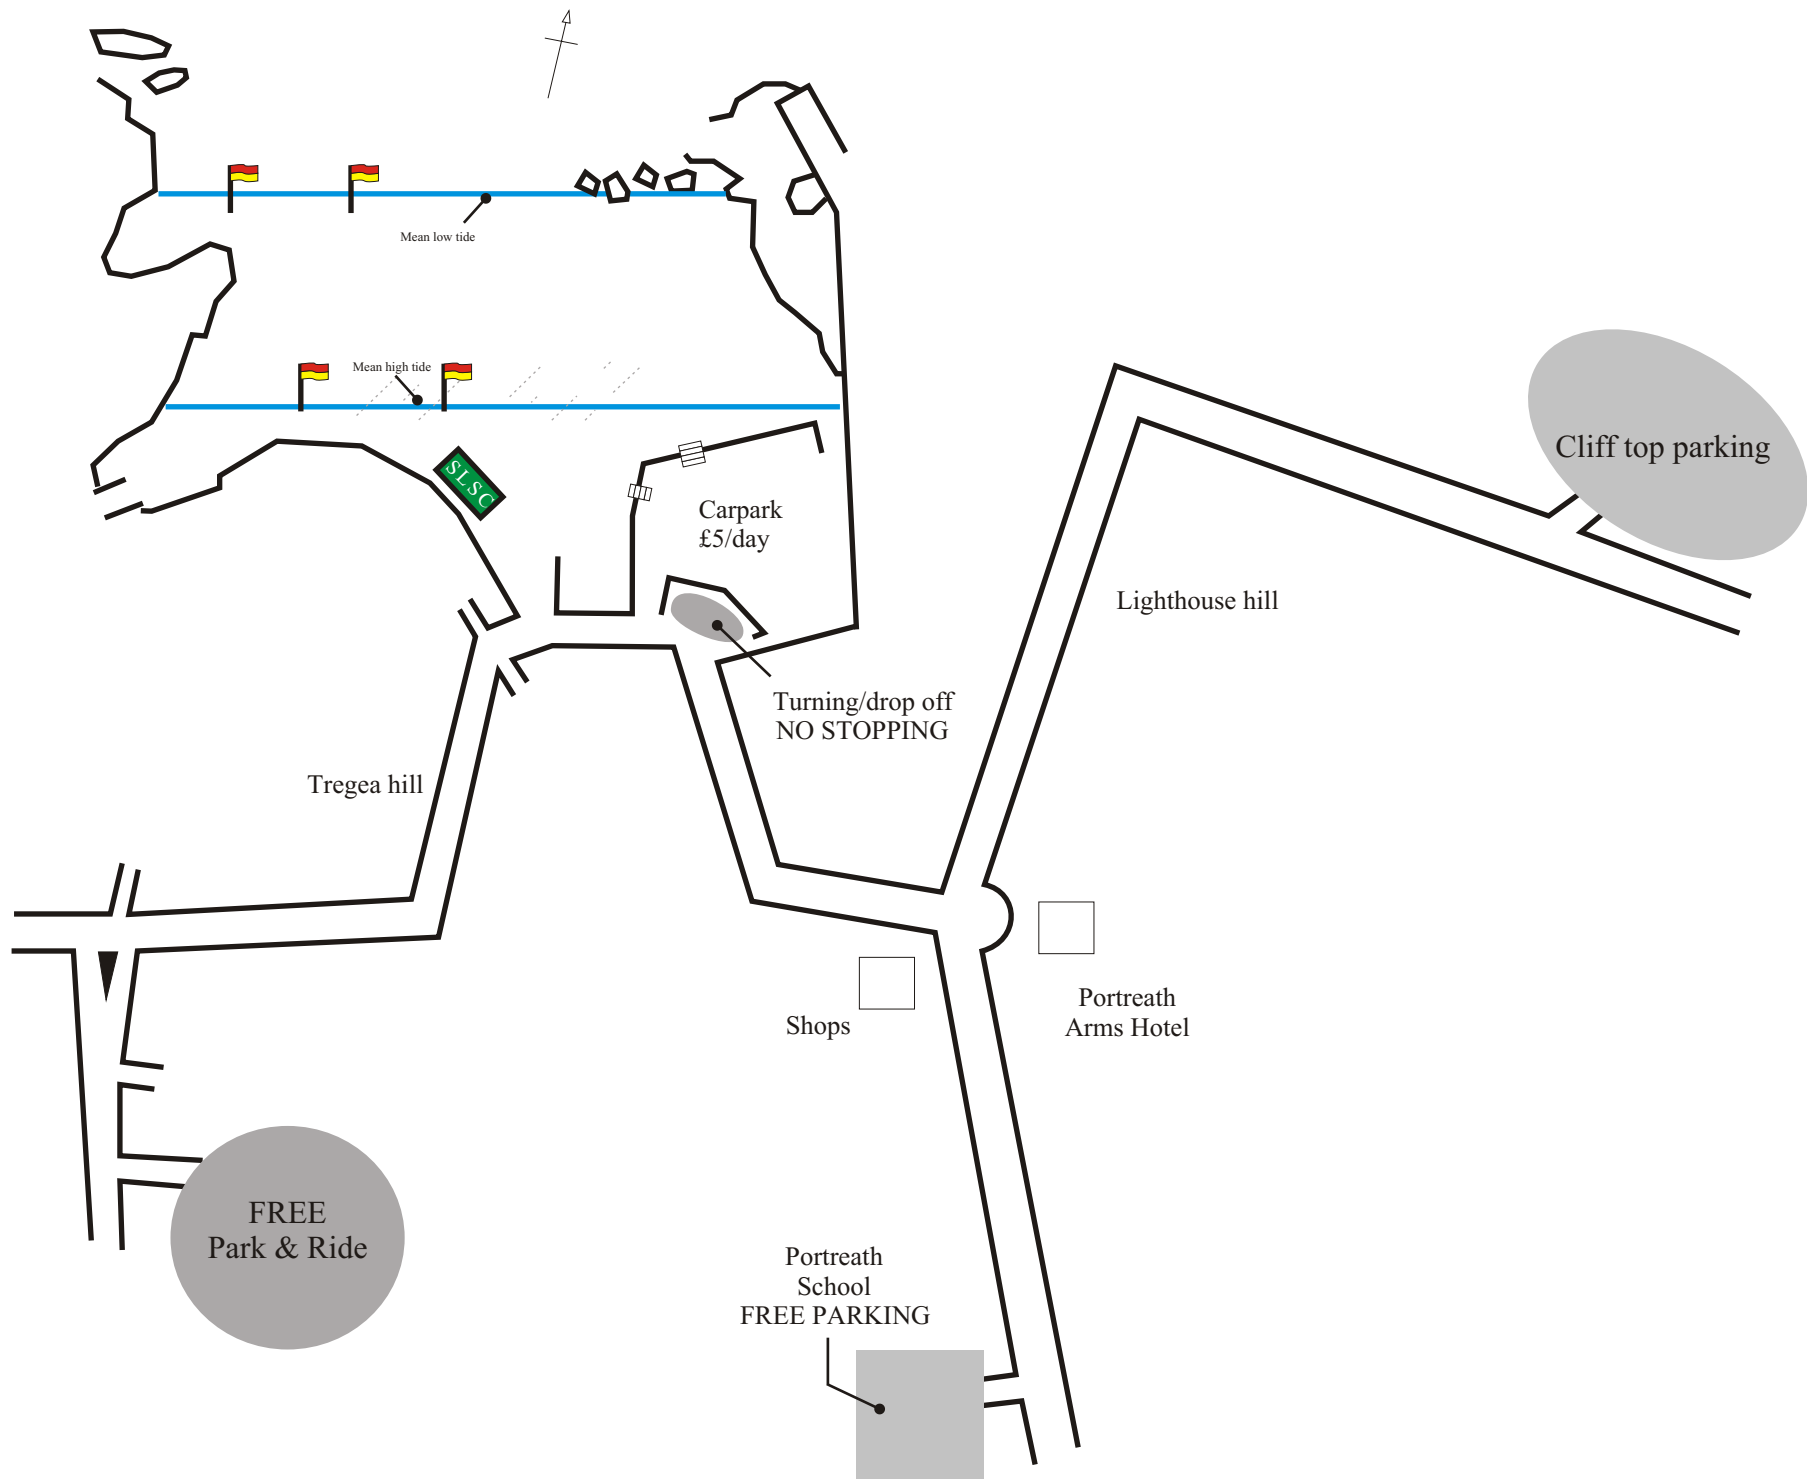 Mean low tide
Mean high tide
SLSC
Carpark
£5/day
Cliff top parking
Lighthouse hill
Turning/drop off
NO STOPPING
Tregea hill
Shops
Portreath
Arms Hotel
FREE
Park & Ride
Portreath
School
FREE PARKING